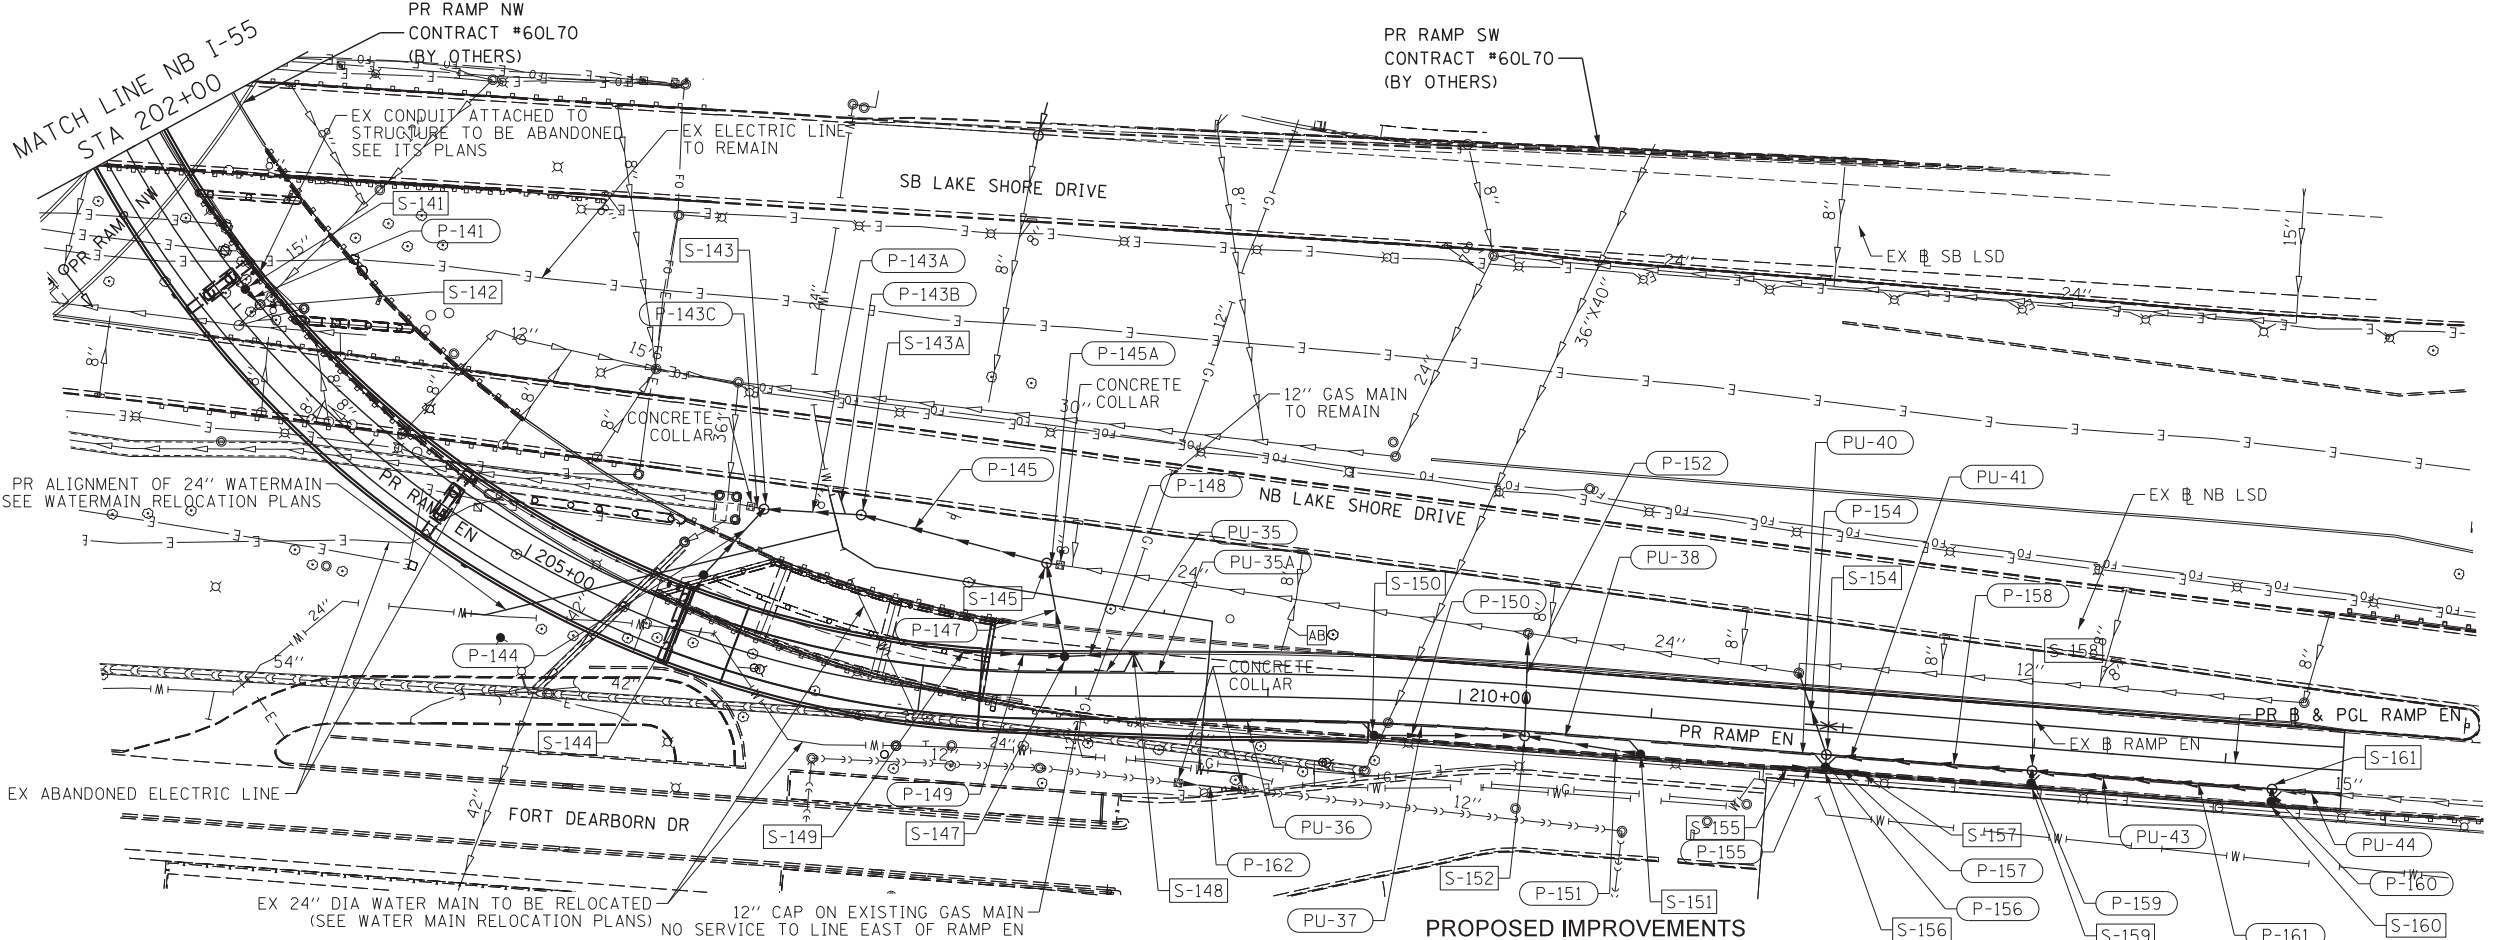 PR RAMP NW
CONTRACT #60L70
(BY OTHERS)
PR RAMP SW
CONTRACT #60L70
(BY OTHERS)
MATCH LINE NB I-55
STA 202+00
EX CONDUIT ATTACHED TO
STRUCTURE TO BE ABANDONED
SEE ITS PLANS
EX ELECTRIC LINE
TO REMAIN
SB LAKE SHORE DRIVE
PR RAMP NW
S-141
P-141
S-142
S-143
P-143A
P-143B
P-143C
S-143A
P-145A
CONCRETE
COLLAR
12" GAS MAIN
TO REMAIN
36"X40"
EX BL SB LSD
CONCRETE
COLLAR
P-145
P-148
NB LAKE SHORE DRIVE
P-152
PU-40
PU-41
P-154
EX BL NB LSD
PR ALIGNMENT OF 24" WATERMAIN
SEE WATERMAIN RELOCATION PLANS
PR RAMP EN
205+00
PU-35
PU-35A
PU-38
S-150
P-150
S-154
P-158
S-145
P-147
P-144
AB
S-158
CONCRETE
COLLAR
210+00
PR RAMP EN
PR BL & PGL RAMP EN
EX BL RAMP EN
S-161
S-144
EX ABANDONED ELECTRIC LINE
FORT DEARBORN DR
P-149
S-149
S-147
PU-36
P-162
S-148
S-155
P-155
S-157
PU-43
PU-44
P-157
P-160
S-152
P-151
S-151
P-156
P-159
S-160
EX 24" DIA WATER MAIN TO BE RELOCATED
(SEE WATER MAIN RELOCATION PLANS)
12" CAP ON EXISTING GAS MAIN
NO SERVICE TO LINE EAST OF RAMP EN
PU-37
PROPOSED IMPROVEMENTS
S-156
S-159
P-161